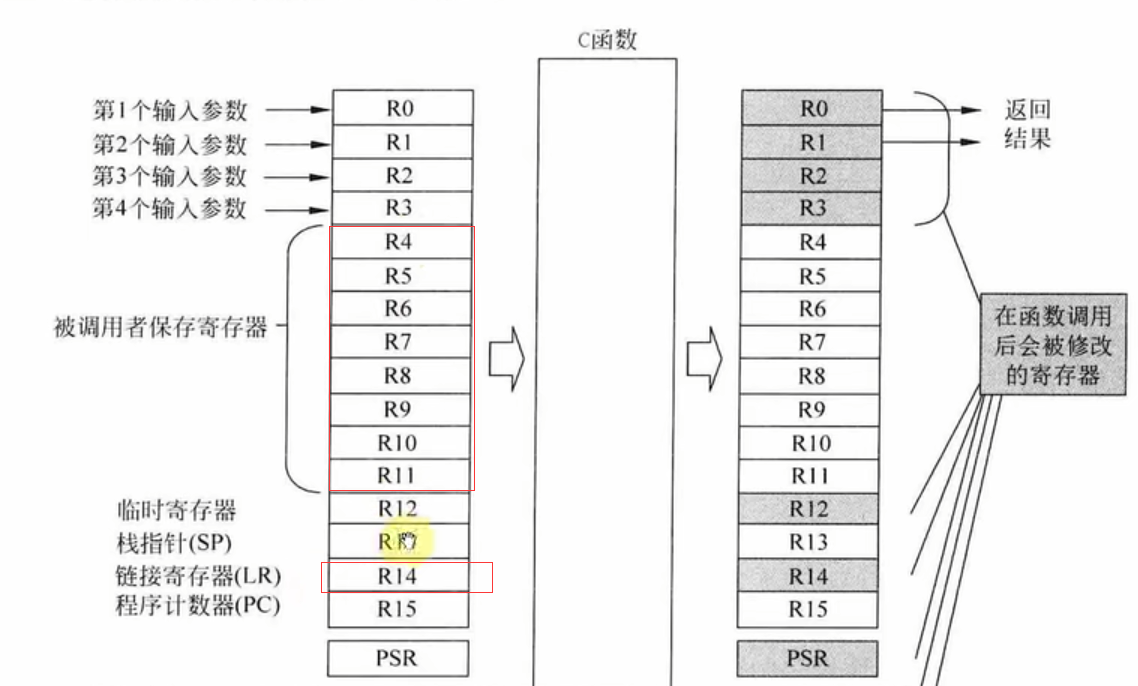 C函数
第1个输入参数
R0
R0
返回
第2个输入参数
R1
R1
结果
第3个输入参数
R2
R2
第4个输入参数
R3
R3
R4
R4
R5
R5
R6
R6
被调用者保存寄存器
R7
R7
在函数调用
后会被修改
的寄存器
R8
R8
R9
R9
R10
R10
R11
R11
临时寄存器
R12
R12
栈指针(SP)
R13
链接寄存器(LR)
R14
R14
程序计数器(PC)
R15
R15
PSR
PSR